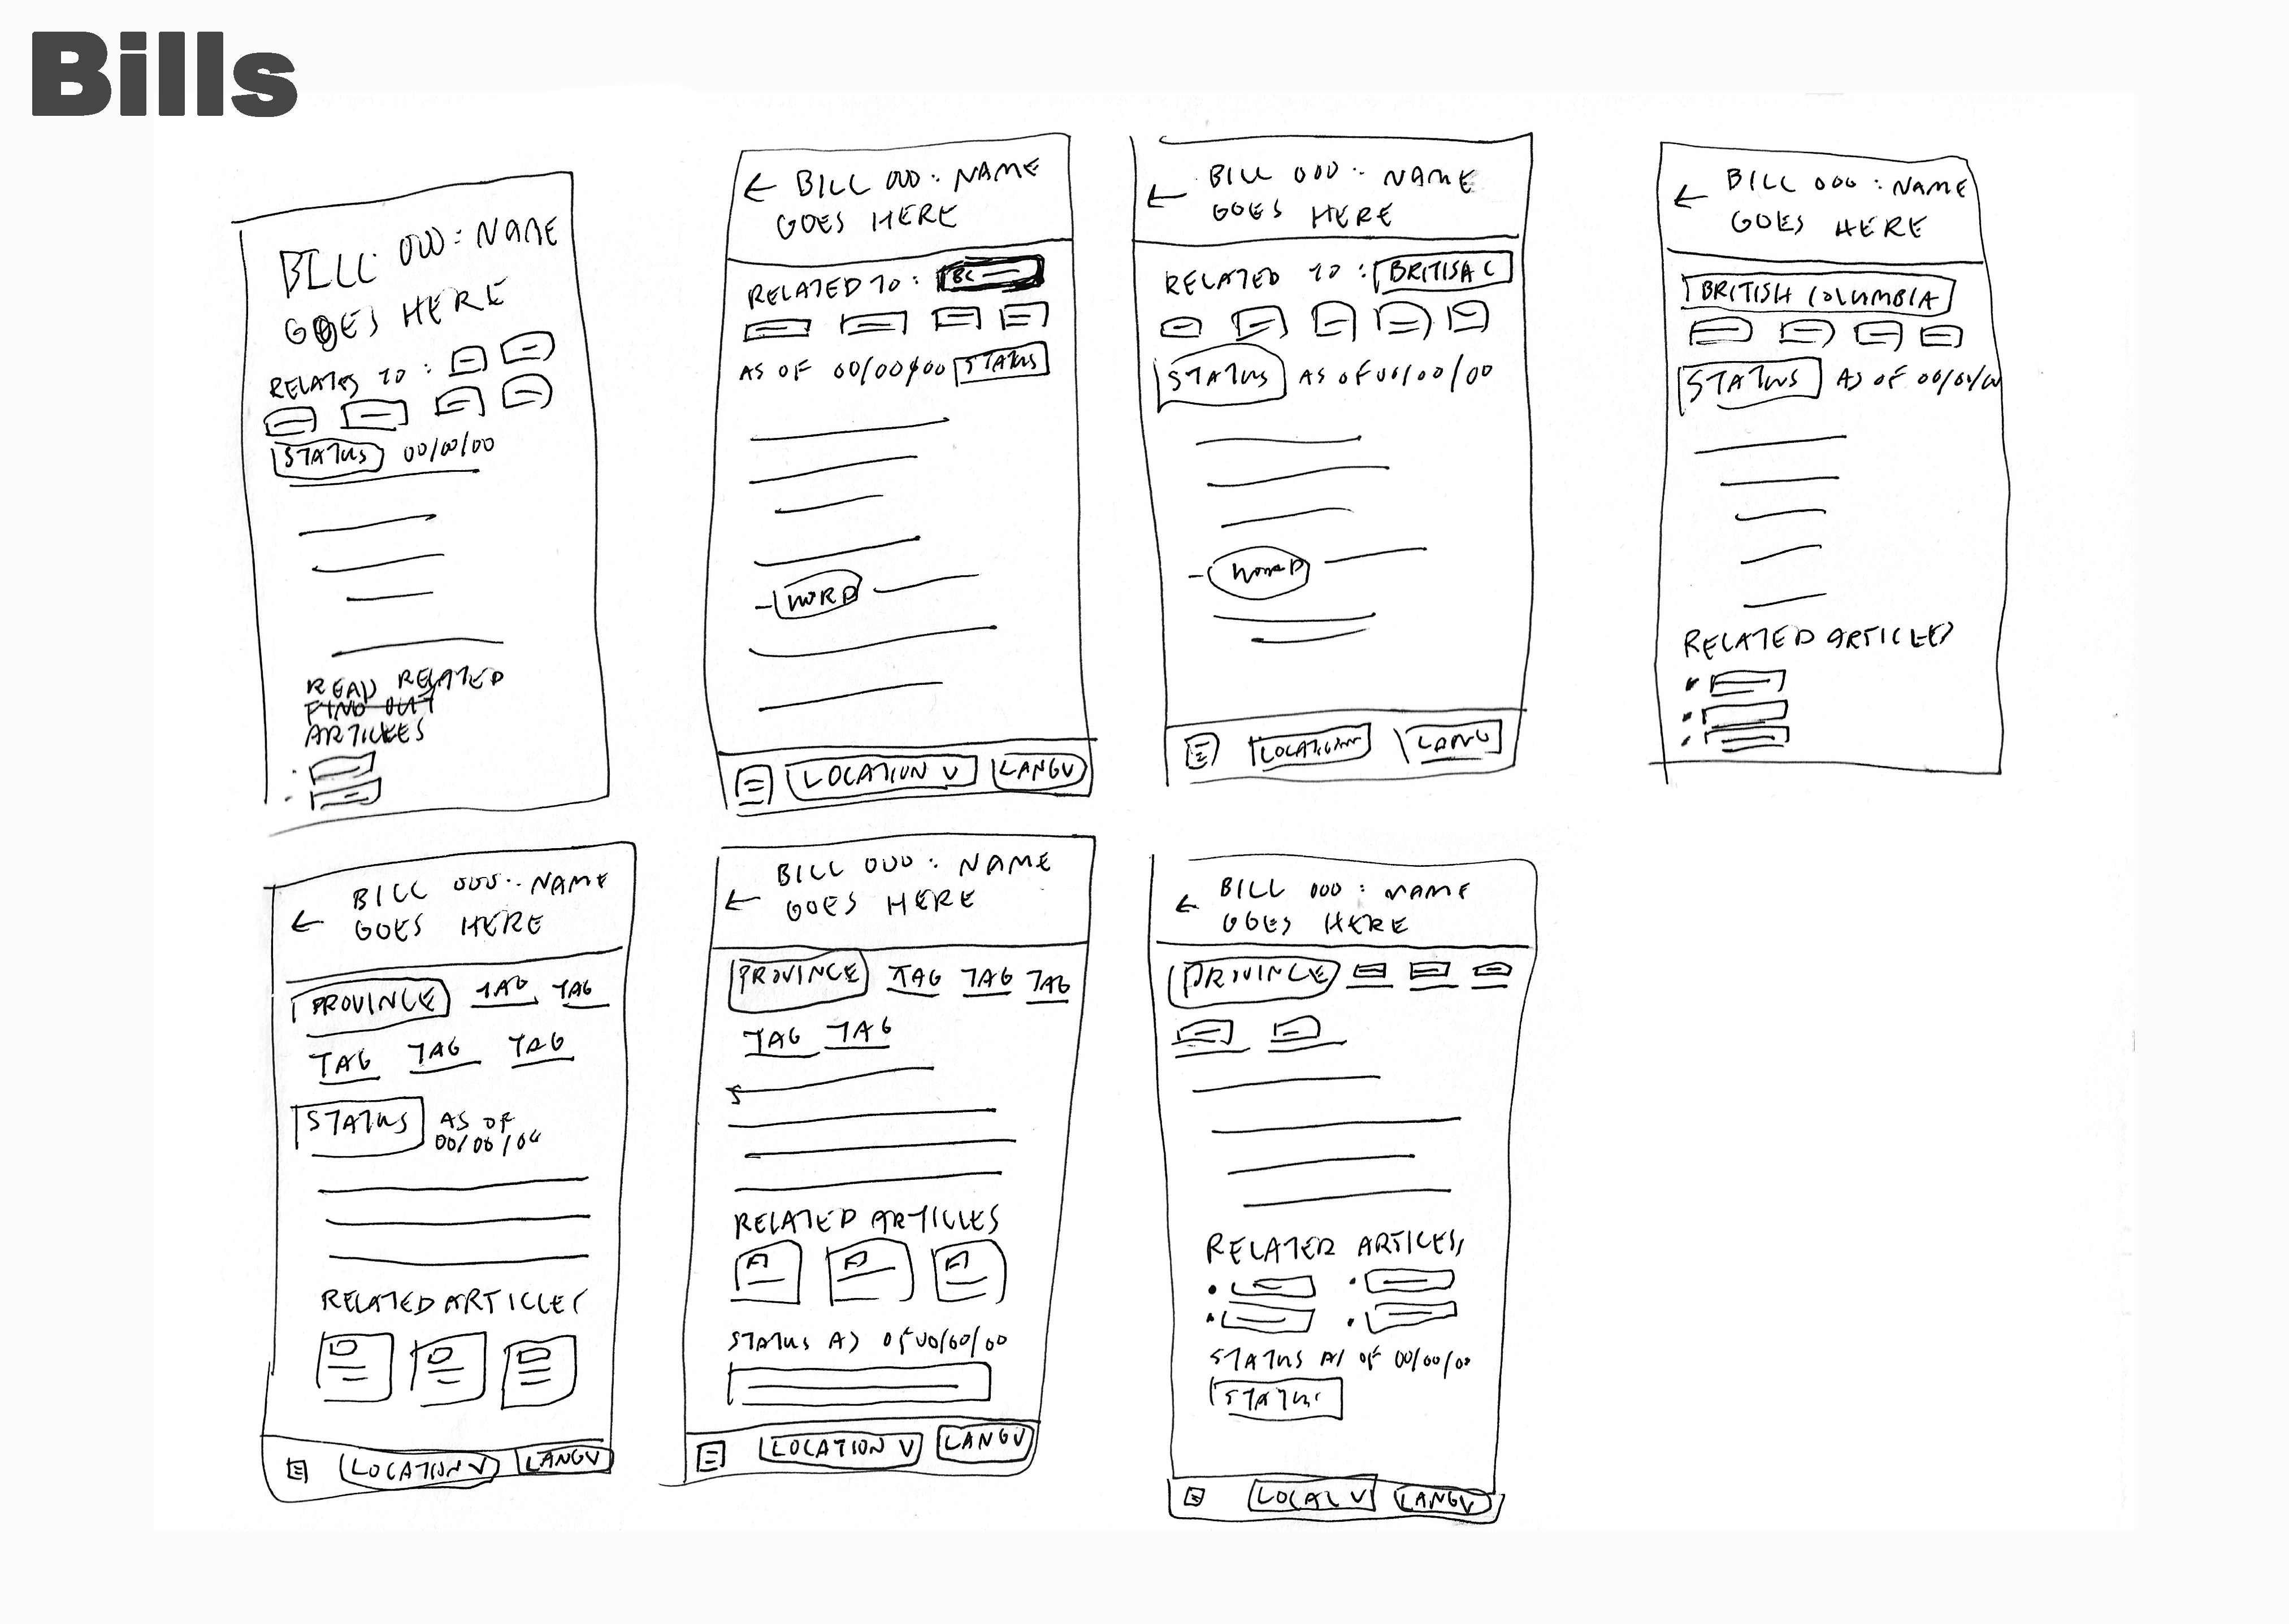 Bills
BILL 000: NAME
GOES HERE
RELATES TO:
STATUS 00/00/00
READ RELATED
FIND OUT
ARTICLES
← BILL 000: NAME
GOES HERE
RELATED TO: BC
AS OF 00/00/00 STATUS
WORD
LOCATION V LANG V
← BILL 000: NAME
GOES HERE
RELATED TO: BRITISH C
STATUS AS OF 00/00/00
WORD
LOCATION LANG
← BILL 000: NAME
GOES HERE
BRITISH COLUMBIA
STATUS AS OF 00/00/00
RELATED ARTICLES
← BILL 000: NAME
GOES HERE
PROVINCE TAG TAG
TAG TAG TAG
STATUS AS OF
00/00/00
RELATED ARTICLES
LOCATION V LANG V
← BILL 000: NAME
GOES HERE
PROVINCE TAG TAG TAG
TAG TAG
RELATED ARTICLES
STATUS AS OF 00/00/00
LOCATION V LANG V
← BILL 000: NAME
GOES HERE
PROVINCE
RELATED ARTICLES
STATUS AS OF 00/00/00
STATUS
LOCAL V LANG V